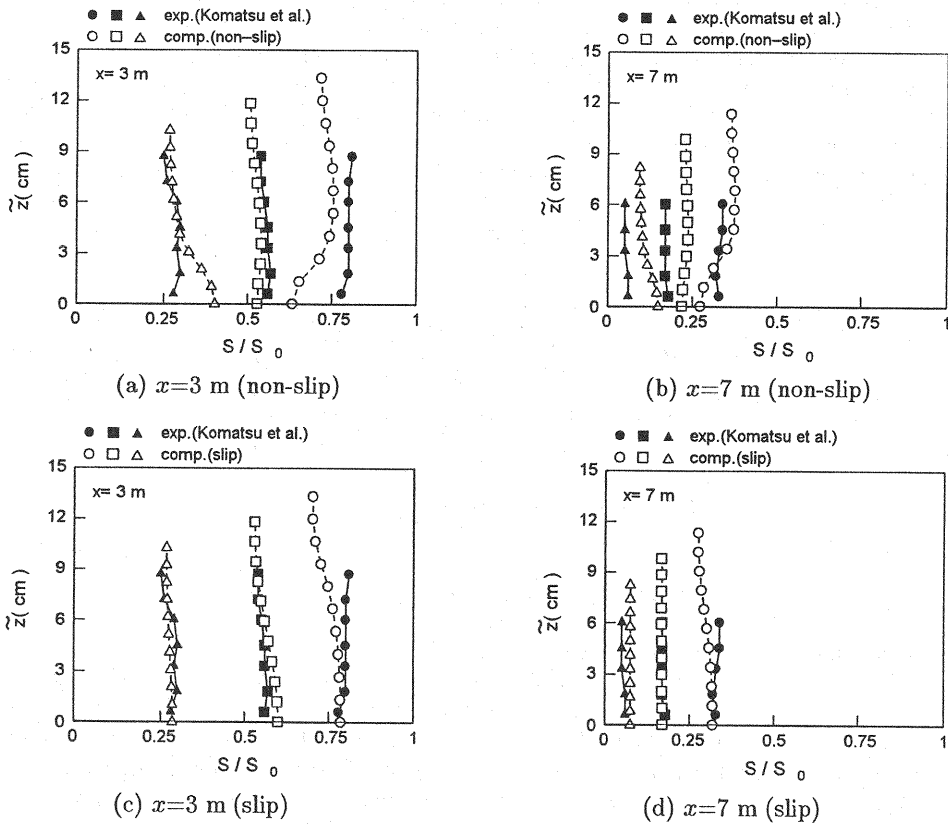 ● ■ ▲ exp.(Komatsu et al.)
○ □ △ comp.(non–slip)
x= 3 m
15
12
9
6
3
0
z̃( cm )
0.25 0.5 0.75 1
S / S 0
(a) x=3 m (non-slip)
● ■ ▲ exp.(Komatsu et al.)
○ □ △ comp.(non–slip)
x= 7 m
15
12
9
6
3
0
z̃( cm )
0 0.25 0.5 0.75 1
S / S 0
(b) x=7 m (non-slip)
● ■ ▲ exp.(Komatsu et al.)
○ □ △ comp.(slip)
x= 3 m
15
12
9
6
3
0
z̃( cm )
0 0.25 0.5 0.75 1
S / S 0
(c) x=3 m (slip)
● ■ ▲ exp.(Komatsu et al.)
○ □ △ comp.(slip)
x= 7 m
15
12
9
6
3
0
z̃( cm )
0 0.25 0.5 0.75 1
S / S 0
(d) x=7 m (slip)